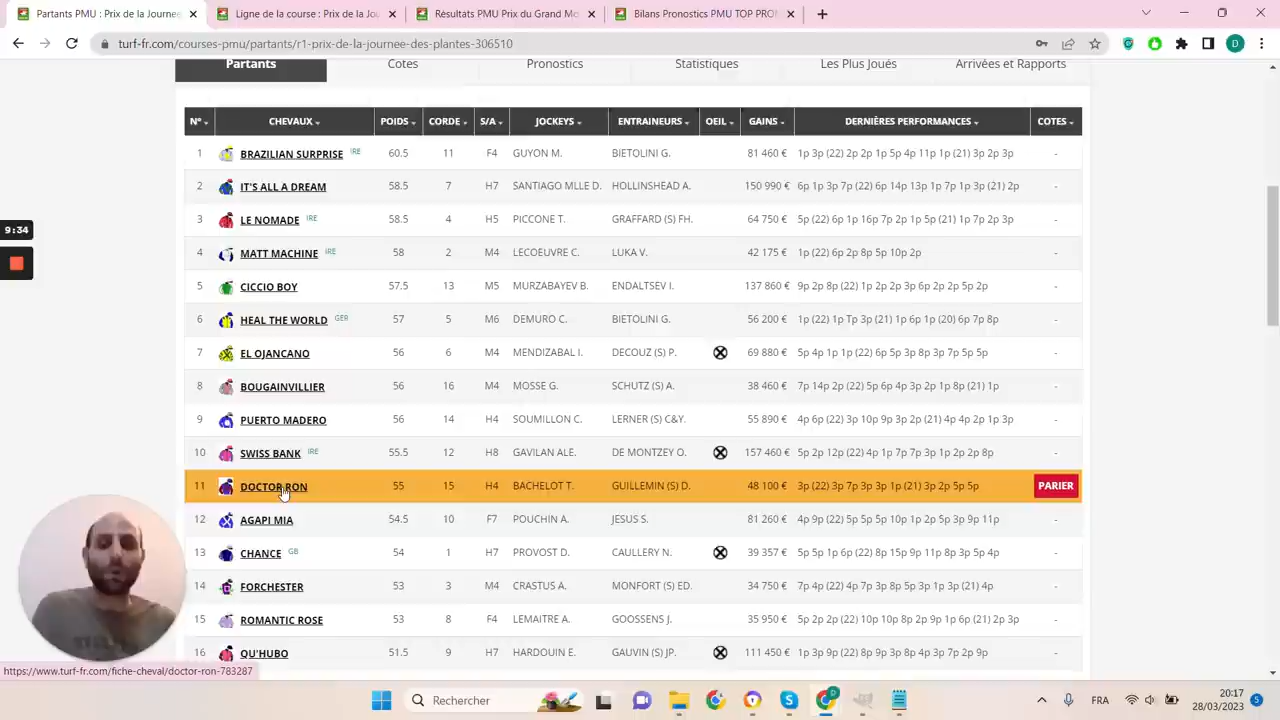 Partants PMU : Prix de la Journee
Ligne de la course : Prix de la Jou
Résultats PMU Prix du Grand Mo
Bilans Pronostics PMU TOP PRON
turf-fr.com/courses-pmu/partants/r1-prix-de-la-journee-des-plantes-306510
Partants Cotes Pronostics Statistiques Les Plus Joués Arrivées et Rapports
N° CHEVAUX POIDS CORDE S/A JOCKEYS ENTRAINEURS OEIL GAINS DERNIÈRES PERFORMANCES COTES
1 BRAZILIAN SURPRISE IRE 60.5 11 F4 GUYON M. BIETOLINI G. 81 460 € 1p 3p (22) 2p 2p 1p 5p 4p 11p 1p (21) 3p 2p 3p -
2 IT'S ALL A DREAM 58.5 7 H7 SANTIAGO MLLE D. HOLLINSHEAD A. 150 990 € 6p 1p 3p 7p (22) 6p 14p 13p 1p 7p 1p 3p (21) 2p -
3 LE NOMADE IRE 58.5 4 H5 PICCONE T. GRAFFARD (S) FH. 64 750 € 5p (22) 6p 1p 16p 7p 2p 1p 5p (21) 1p 7p 2p 3p -
4 MATT MACHINE IRE 58 2 M4 LECOEUVRE C. LUKA V. 42 175 € 1p (22) 6p 2p 8p 5p 10p 2p -
5 CICCIO BOY 57.5 13 M5 MURZABAYEV B. ENDALTSEV I. 137 860 € 9p 2p 8p (22) 1p 2p 2p 3p 6p 2p 2p 5p 2p -
6 HEAL THE WORLD GER 57 5 M6 DEMURO C. BIETOLINI G. 56 200 € 1p (22) 1p Tp 3p (21) 1p 6p 1p (20) 6p 7p 8p -
7 EL OJANCANO 56 6 M4 MENDIZABAL I. DECOUZ (S) P. 69 880 € 5p 4p 1p 1p (22) 6p 5p 3p 8p 3p 7p 5p 5p -
8 BOUGAINVILLIER 56 16 M4 MOSSE G. SCHUTZ (S) A. 38 460 € 7p 14p 2p (22) 5p 6p 4p 3p 2p 1p 8p (21) 1p -
9 PUERTO MADERO 56 14 H4 SOUMILLON C. LERNER (S) C&Y. 55 890 € 4p 6p (22) 3p 10p 9p 3p 2p (21) 4p 4p 2p 1p 3p -
10 SWISS BANK IRE 55.5 12 H8 GAVILAN ALE. DE MONTZEY O. 157 460 € 5p 2p 12p (22) 4p 1p 7p 7p 3p 1p 2p 2p 8p -
11 DOCTOR RON 55 15 H4 BACHELOT T. GUILLEMIN (S) D. 48 100 € 3p (22) 3p 7p 3p 3p 1p (21) 3p 2p 5p 5p PARIER
12 AGAPI MIA 54.5 10 F7 POUCHIN A. JESUS S. 81 260 € 4p 9p (22) 5p 5p 5p 10p 1p 2p 5p 3p 9p 11p -
13 CHANCE GB 54 1 H7 PROVOST D. CAULLERY N. 39 357 € 5p 5p 1p 6p (22) 8p 15p 9p 11p 8p 3p 5p 4p -
14 FORCHESTER 53 3 M4 CRASTUS A. MONFORT (S) ED. 34 750 € 7p 4p (22) 4p 7p 3p 8p 5p 3p 1p 3p (21) 4p -
15 ROMANTIC ROSE 53 8 F4 LEMAITRE A. GOOSSENS J. 35 950 € 5p 2p 2p (22) 10p 10p 8p 2p 9p 1p 6p (21) 2p 3p -
16 QU'HUBO 51.5 9 H7 HARDOUIN E. GAUVIN (S) JP. 111 450 € 1p 3p 9p (22) 8p 9p 3p 8p 4p 3p 7p 2p 9p -
9:34
https://www.turf-fr.com/fiche-cheval/doctor-ron-783287
Rechercher
FRA
20:17
28/03/2023